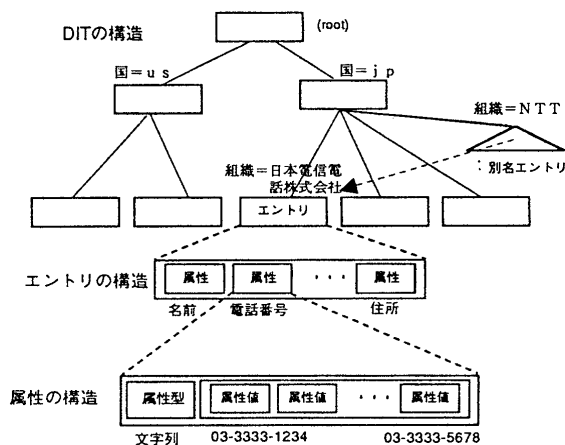 DITの構造
(root)
国＝ｕｓ
国＝ｊｐ
組織＝ＮＴＴ
：別名エントリ
組織＝日本電信電
話株式会社
エントリ
エントリの構造
属性
属性
・・・
属性
名前
電話番号
住所
属性の構造
属性型
属性値
属性値
・・・
属性値
文字列
03-3333-1234
03-3333-5678